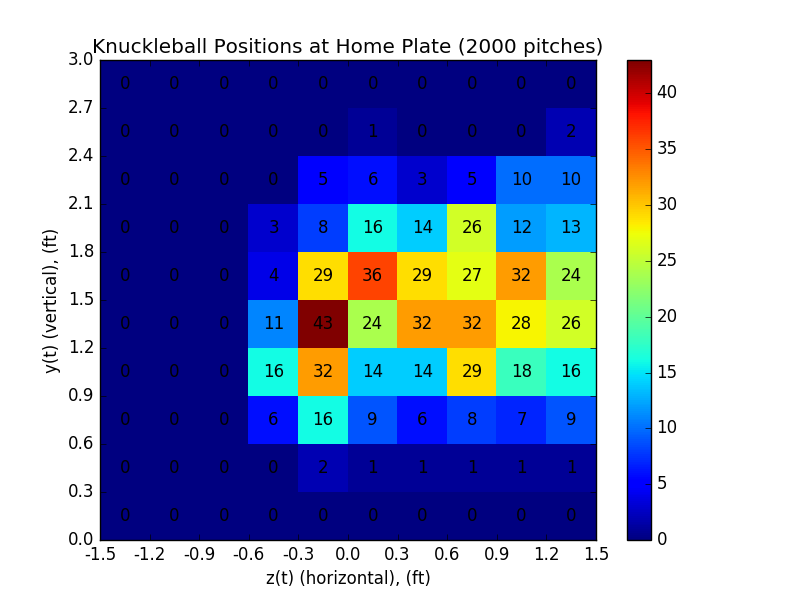 Knuckleball Positions at Home Plate (2000 pitches)
3.0
0 0 0 0 0 0 0 0 0 0
40
2.7
0 0 0 0 0 1 0 0 0 2
35
2.4
0 0 0 0 5 6 3 5 10 10
30
2.1
0 0 0 3 8 16 14 26 12 13
25
1.8
0 0 0 4 29 36 29 27 32 24
y(t) (vertical), (ft)
1.5
20
0 0 0 11 43 24 32 32 28 26
1.2
15
0 0 0 16 32 14 14 29 18 16
0.9
10
0 0 0 6 16 9 6 8 7 9
0.6
5
0 0 0 0 2 1 1 1 1 1
0.3
0 0 0 0 0 0 0 0 0 0
0.0
0
-1.5 -1.2 -0.9 -0.6 -0.3 0.0 0.3 0.6 0.9 1.2 1.5
z(t) (horizontal), (ft)